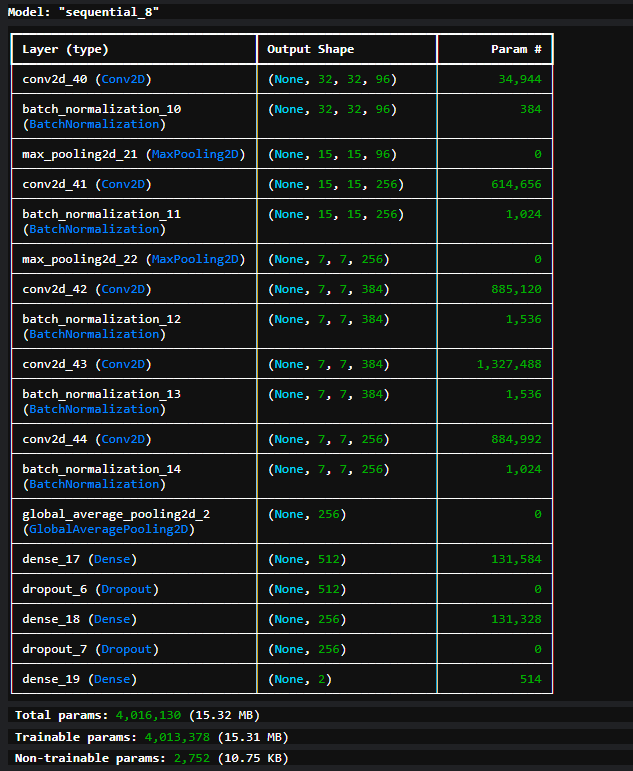 Model: "sequential_8"
Layer (type) Output Shape Param #
conv2d_40 (Conv2D) (None, 32, 32, 96) 34,944
batch_normalization_10 (None, 32, 32, 96) 384
(BatchNormalization)
max_pooling2d_21 (MaxPooling2D) (None, 15, 15, 96) 0
conv2d_41 (Conv2D) (None, 15, 15, 256) 614,656
batch_normalization_11 (None, 15, 15, 256) 1,024
(BatchNormalization)
max_pooling2d_22 (MaxPooling2D) (None, 7, 7, 256) 0
conv2d_42 (Conv2D) (None, 7, 7, 384) 885,120
batch_normalization_12 (None, 7, 7, 384) 1,536
(BatchNormalization)
conv2d_43 (Conv2D) (None, 7, 7, 384) 1,327,488
batch_normalization_13 (None, 7, 7, 384) 1,536
(BatchNormalization)
conv2d_44 (Conv2D) (None, 7, 7, 256) 884,992
batch_normalization_14 (None, 7, 7, 256) 1,024
(BatchNormalization)
global_average_pooling2d_2 (None, 256) 0
(GlobalAveragePooling2D)
dense_17 (Dense) (None, 512) 131,584
dropout_6 (Dropout) (None, 512) 0
dense_18 (Dense) (None, 256) 131,328
dropout_7 (Dropout) (None, 256) 0
dense_19 (Dense) (None, 2) 514
Total params: 4,016,130 (15.32 MB)
Trainable params: 4,013,378 (15.31 MB)
Non-trainable params: 2,752 (10.75 KB)